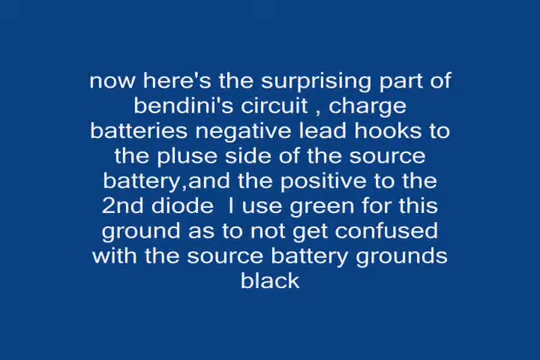 now here's the surprising part of
bendini's circuit , charge
batteries negative lead hooks to
the pluse side of the source
battery,and the positive to the
2nd diode  I use green for this
ground as to not get confused
with the source battery grounds
black